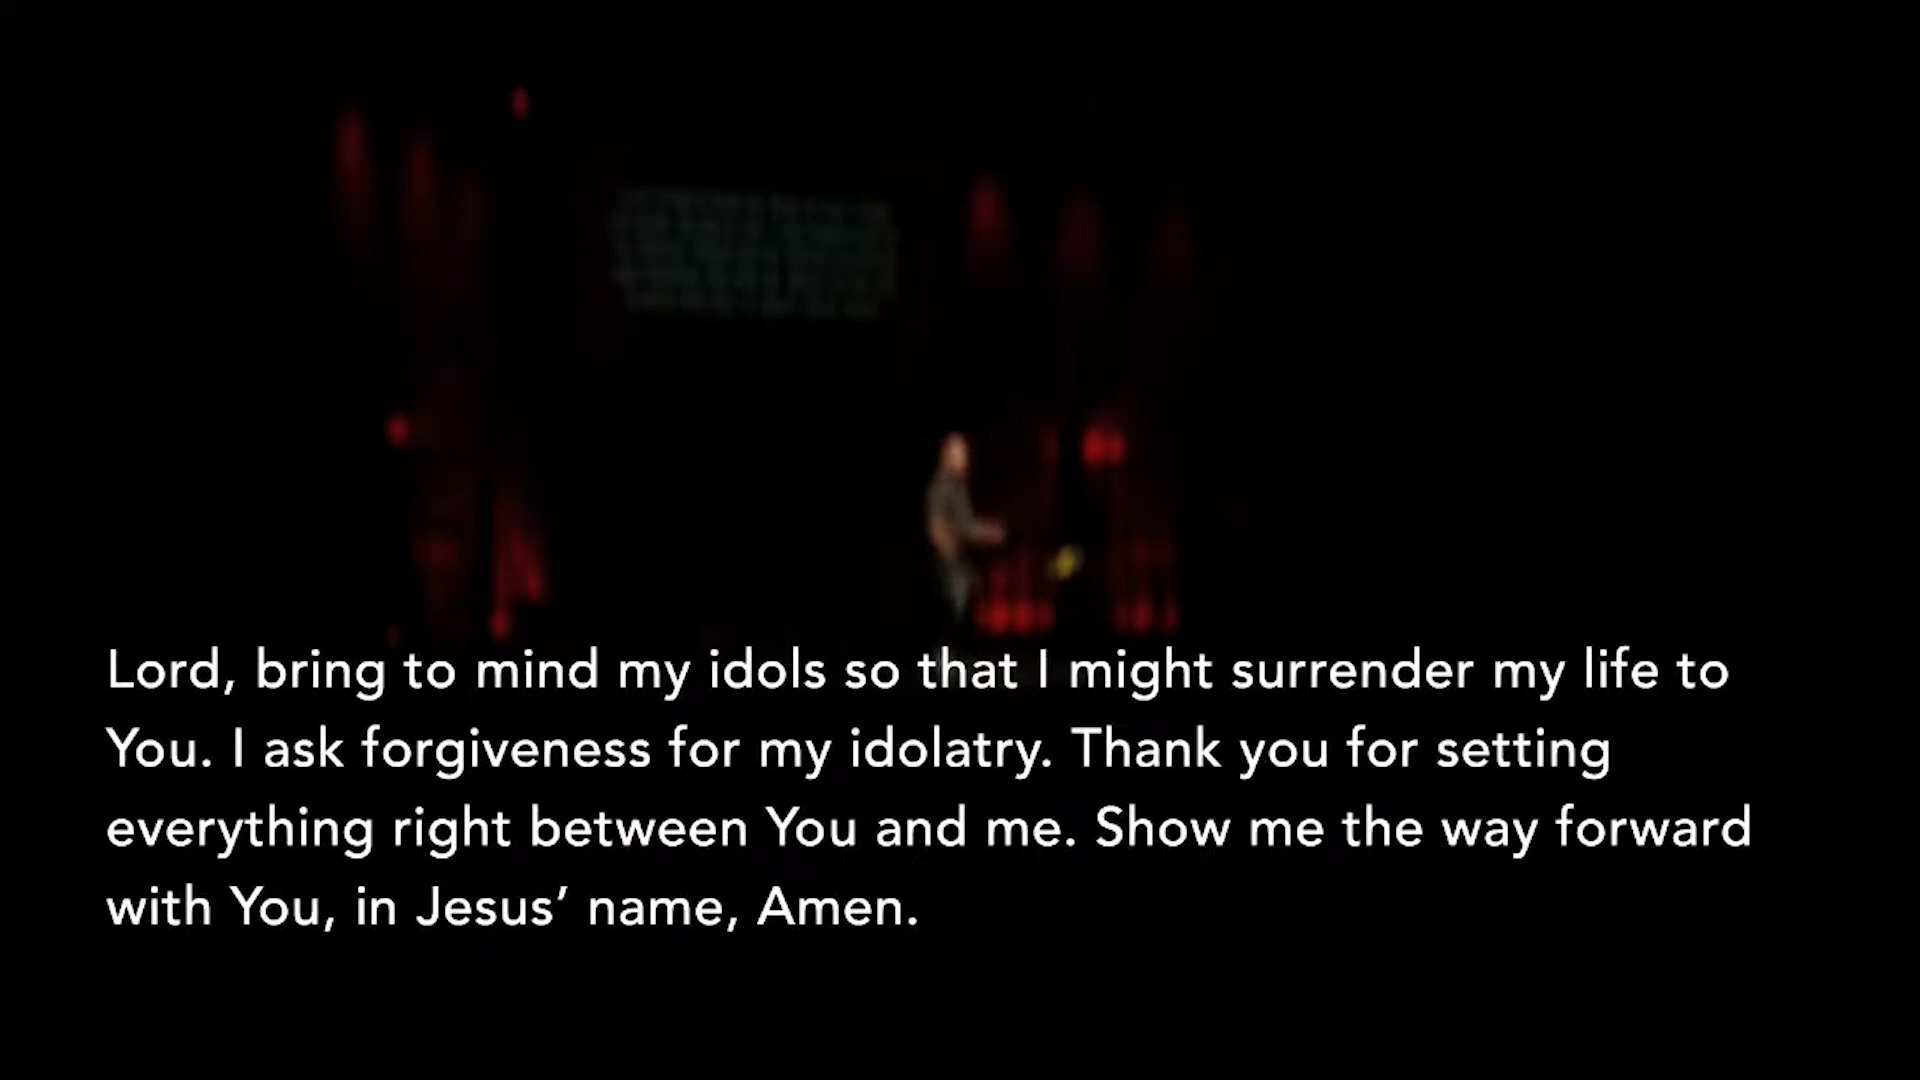 Lord, bring to mind my idols so that I might surrender my life to
You. I ask forgiveness for my idolatry. Thank you for setting
everything right between You and me. Show me the way forward
with You, in Jesus’ name, Amen.